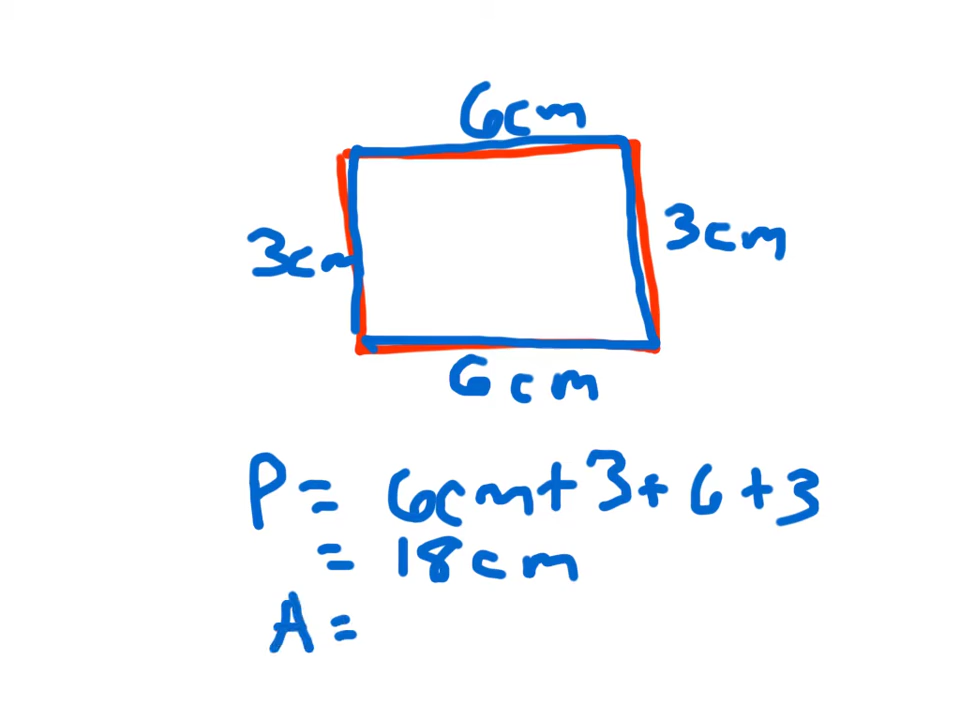 6cm
3cm
3cm
6cm
P = 6cm+3+6+3
= 18cm
A =